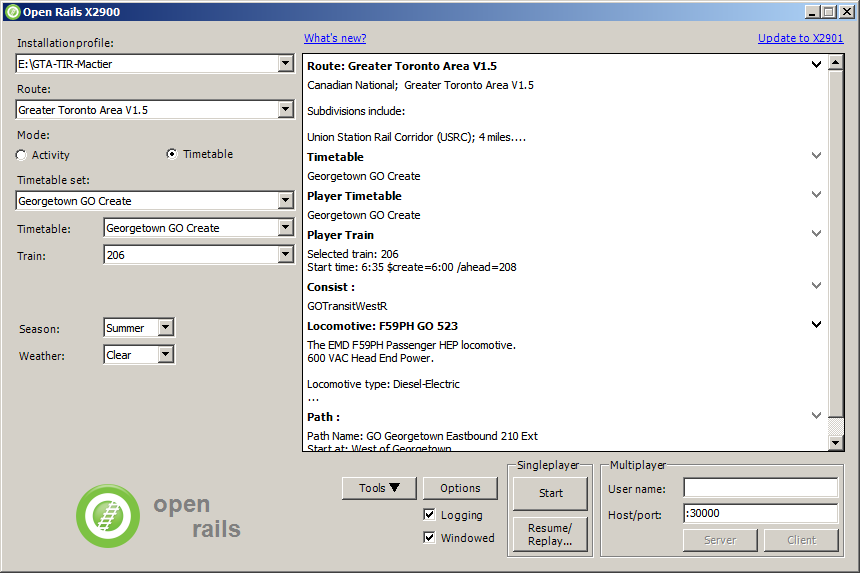 Open Rails X2900
Installation profile:
What's new?
Update to X2901
E:\GTA-TIR-Mactier
Route:
Greater Toronto Area V1.5
Mode:
Activity
Timetable
Timetable set:
Georgetown GO Create
Timetable:
Georgetown GO Create
Train:
206
Season:
Summer
Weather:
Clear
Route: Greater Toronto Area V1.5
Canadian National;  Greater Toronto Area V1.5
Subdivisions include:
Union Station Rail Corridor (USRC); 4 miles....
Timetable
Georgetown GO Create
Player Timetable
Georgetown GO Create
Player Train
Selected train: 206
Start time: 6:35 $create=6:00 /ahead=208
Consist :
GOTransitWestR
Locomotive: F59PH GO 523
The EMD F59PH Passenger HEP locomotive.
600 VAC Head End Power.
Locomotive type: Diesel-Electric
...
Path :
Path Name: GO Georgetown Eastbound 210 Ext
Start at: West of Georgetown
open
rails
Tools
Options
Logging
Windowed
Singleplayer
Start
Resume/
Replay...
Multiplayer
User name:
Host/port:
:30000
Server
Client